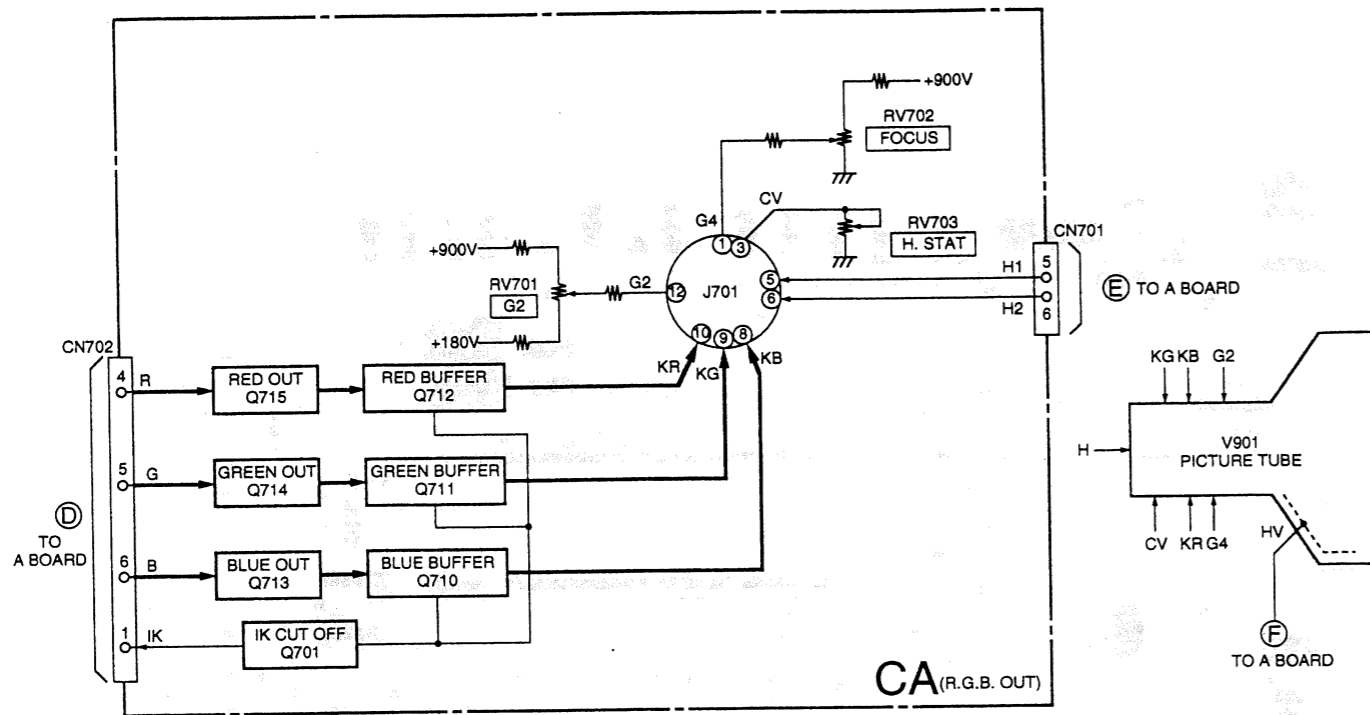 +900V
RV702
FOCUS
CV
G4
RV703
H. STAT
CN701
1
3
+900V
RV701
G2
G2
12
J701
5
6
H1
H2
5
6
E TO A BOARD
+180V
10
9
8
KR
KG
KB
CN702
4
R
RED OUT
Q715
RED BUFFER
Q712
5
G
GREEN OUT
Q714
GREEN BUFFER
Q711
D
TO
A BOARD
6
B
BLUE OUT
Q713
BLUE BUFFER
Q710
1
IK
IK CUT OFF
Q701
CA (R.G.B. OUT)
KG KB G2
H
V901
PICTURE TUBE
CV KR G4
HV
F
TO A BOARD